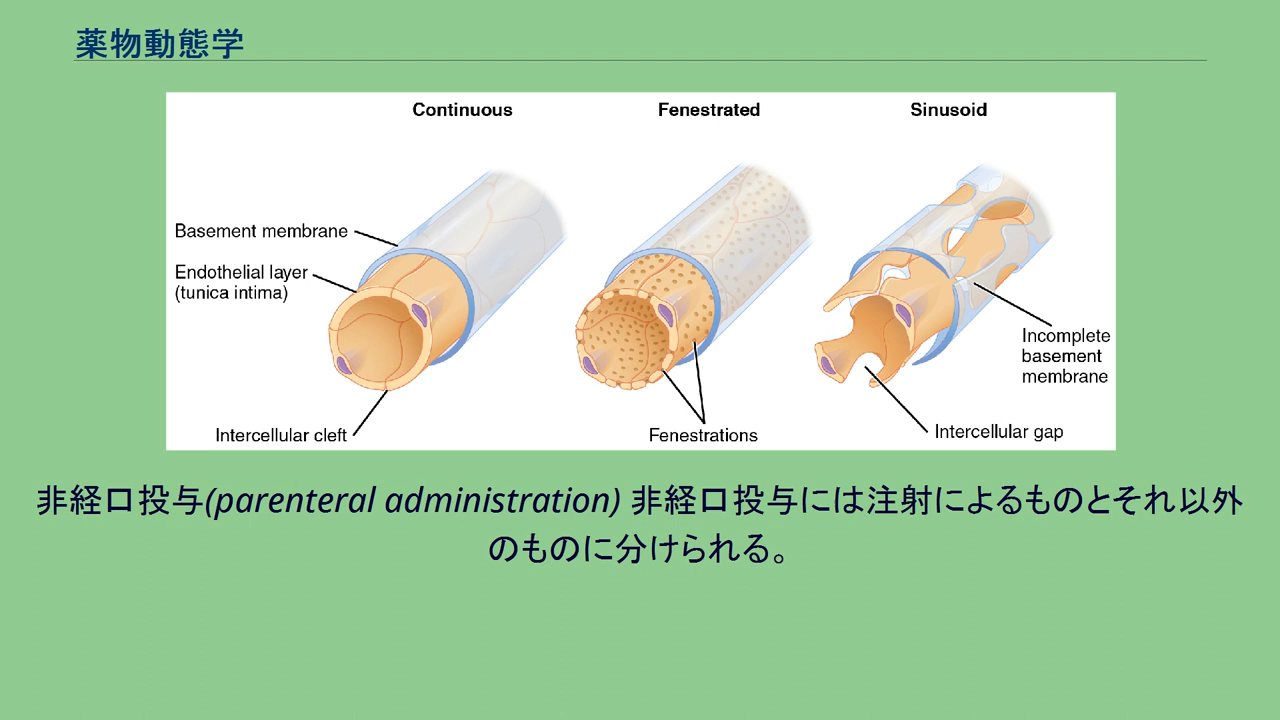 薬物動態学
Continuous
Fenestrated
Sinusoid
Basement membrane
Endothelial layer
(tunica intima)
Intercellular cleft
Fenestrations
Incomplete
basement
membrane
Intercellular gap
非経口投与(parenteral administration) 非経口投与には注射によるものとそれ以外
のものに分けられる。